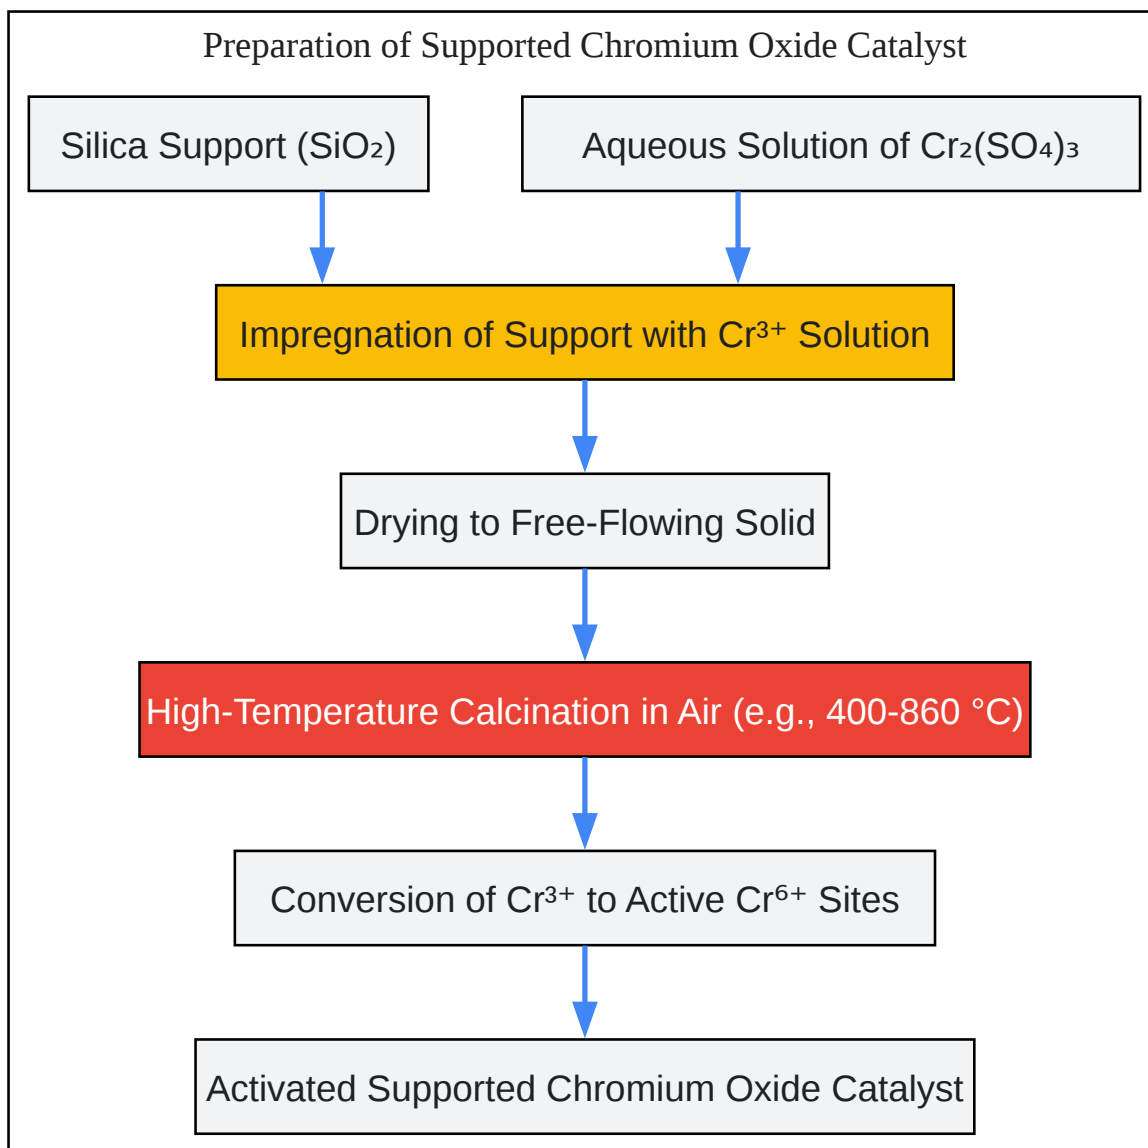 Preparation of Supported Chromium Oxide Catalyst
Silica Support (SiO₂)
Aqueous Solution of Cr₂(SO₄)₃
Impregnation of Support with Cr³⁺ Solution
Drying to Free-Flowing Solid
High-Temperature Calcination in Air (e.g., 400-860 °C)
Conversion of Cr³⁺ to Active Cr⁶⁺ Sites
Activated Supported Chromium Oxide Catalyst